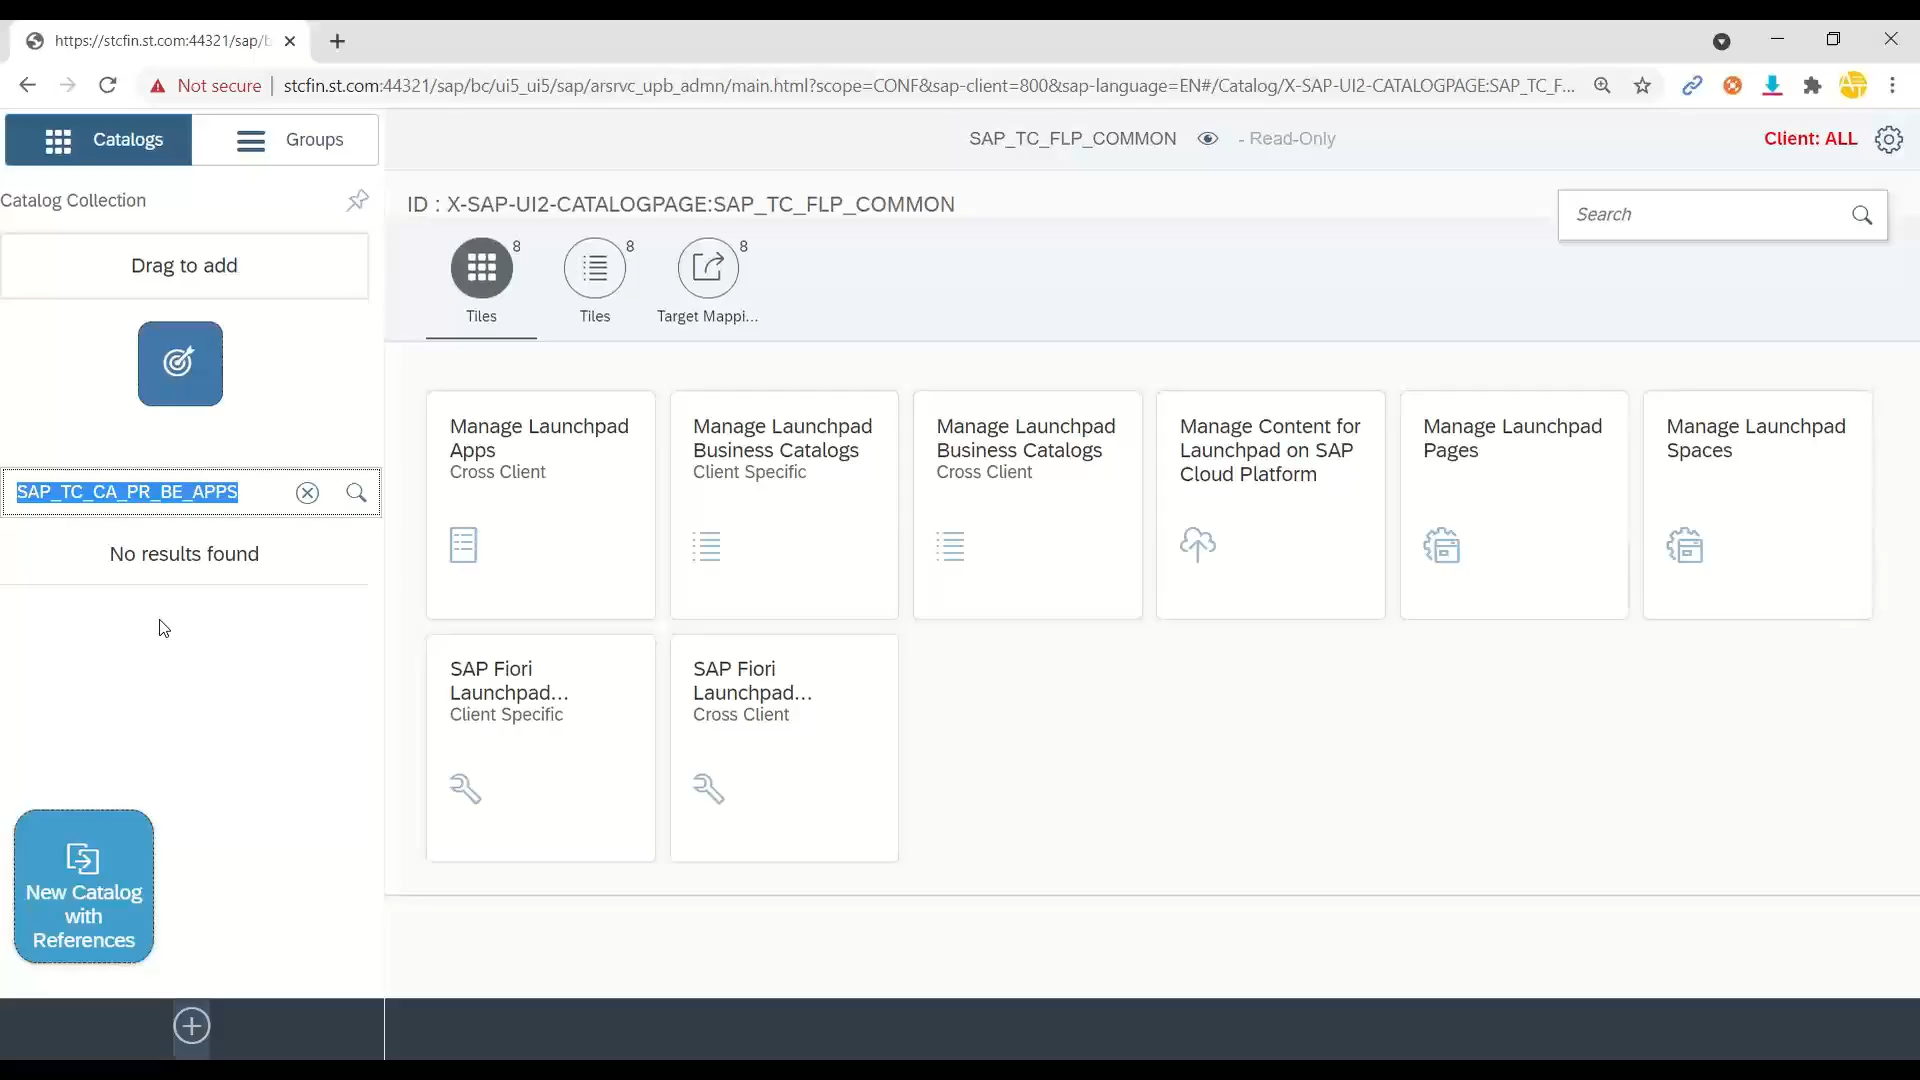 https://stcfin.st.com:44321/sap/b
Not secure
stcfin.st.com:44321/sap/bc/ui5_ui5/sap/arsrvc_upb_admn/main.html?scope=CONF&sap-client=800&sap-language=EN#/Catalog/X-SAP-UI2-CATALOGPAGE:SAP_TC_F...
Catalogs
Groups
SAP_TC_FLP_COMMON
- Read-Only
Client: ALL
Catalog Collection
ID : X-SAP-UI2-CATALOGPAGE:SAP_TC_FLP_COMMON
Search
Drag to add
8
8
8
Tiles
Tiles
Target Mappi...
SAP_TC_CA_PR_BE_APPS
No results found
Manage Launchpad
Apps
Cross Client
Manage Launchpad
Business Catalogs
Client Specific
Manage Launchpad
Business Catalogs
Cross Client
Manage Content for
Launchpad on SAP
Cloud Platform
Manage Launchpad
Pages
Manage Launchpad
Spaces
SAP Fiori
Launchpad...
Client Specific
SAP Fiori
Launchpad...
Cross Client
New Catalog
with
References